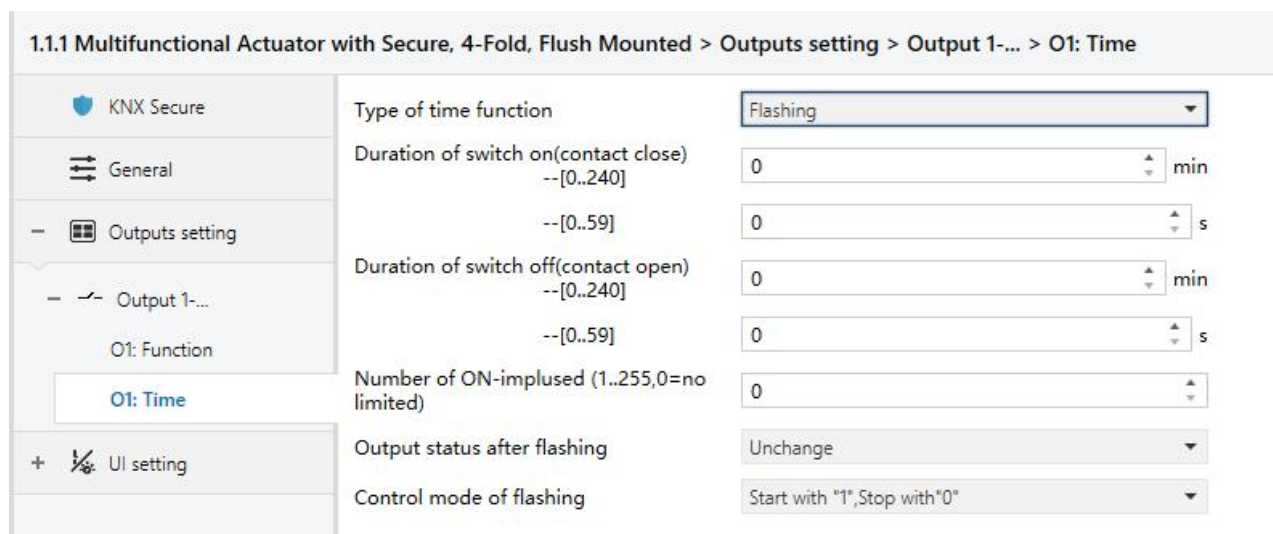 1.1.1 Multifunctional Actuator with Secure, 4-Fold, Flush Mounted > Outputs setting > Output 1-... > O1: Time
KNX Secure
General
− Outputs setting
− Output 1-...
O1: Function
O1: Time
+ UI setting
Type of time function Flashing
Duration of switch on(contact close)
--[0..240] 0 min
--[0..59] 0 s
Duration of switch off(contact open)
--[0..240] 0 min
--[0..59] 0 s
Number of ON-implused (1..255,0=no
limited) 0
Output status after flashing Unchange
Control mode of flashing Start with "1",Stop with"0"